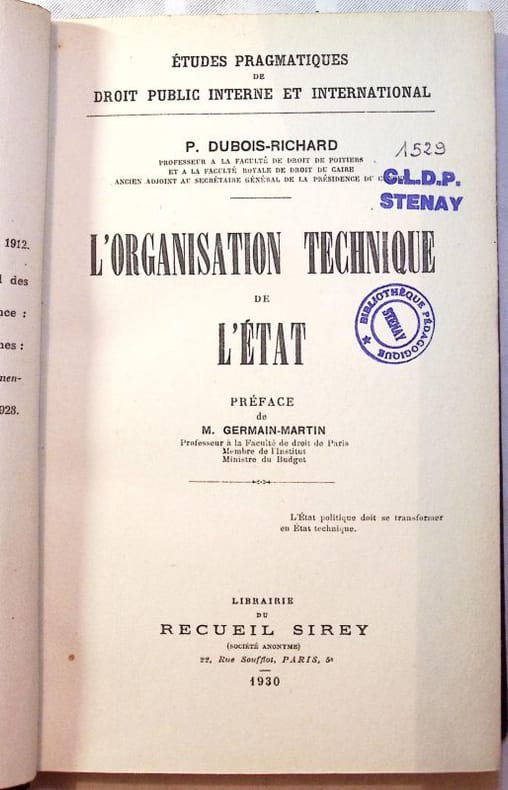 1912.
des
nce :
nes :
men-
1928.
ÉTUDES PRAGMATIQUES
DE
DROIT PUBLIC INTERNE ET INTERNATIONAL
P. DUBOIS-RICHARD
PROFESSEUR A LA FACULTÉ DE DROIT DE POITIERS
ET A LA FACULTÉ ROYALE DE DROIT DU CAIRE
ANCIEN ADJOINT AU SECRÉTAIRE GÉNÉRAL DE LA PRÉSIDENCE DU
1529
C.L.D.P.
STENAY
L'ORGANISATION TECHNIQUE
DE
L'ÉTAT
BIBLIOTHÈQUE PÉDAGOGIQUE
STENAY
PRÉFACE
de
M. GERMAIN-MARTIN
Professeur à la Faculté de droit de Paris
Membre de l'Institut
Ministre du Budget
L'État politique doit se transformer
en État technique.
LIBRAIRIE
DU
RECUEIL SIREY
(SOCIÉTÉ ANONYME)
22, Rue Soufflot, PARIS, 5e
1930